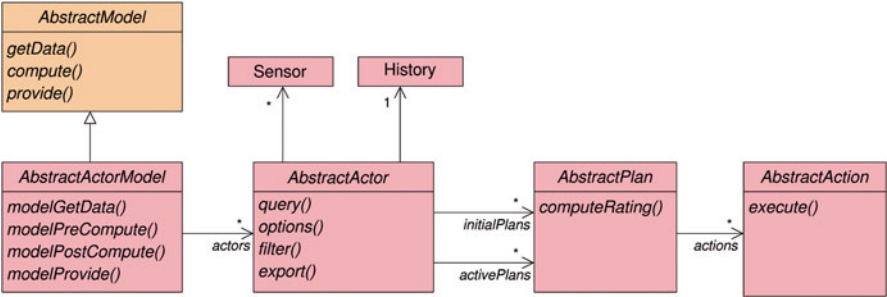 AbstractModel
getData()
compute()
provide()
Sensor
History
*
1
AbstractActorModel
modelGetData()
modelPreCompute()
modelPostCompute()
modelProvide()
*
actors
AbstractActor
query()
options()
filter()
export()
*
initialPlans
*
activePlans
AbstractPlan
computeRating()
*
actions
AbstractAction
execute()